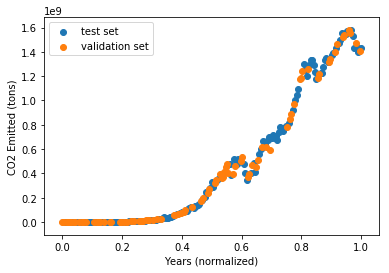 1e9
test set
validation set
1.6
1.4
1.2
1.0
0.8
0.6
0.4
0.2
0.0
CO2 Emitted (tons)
0.0 0.2 0.4 0.6 0.8 1.0
Years (normalized)